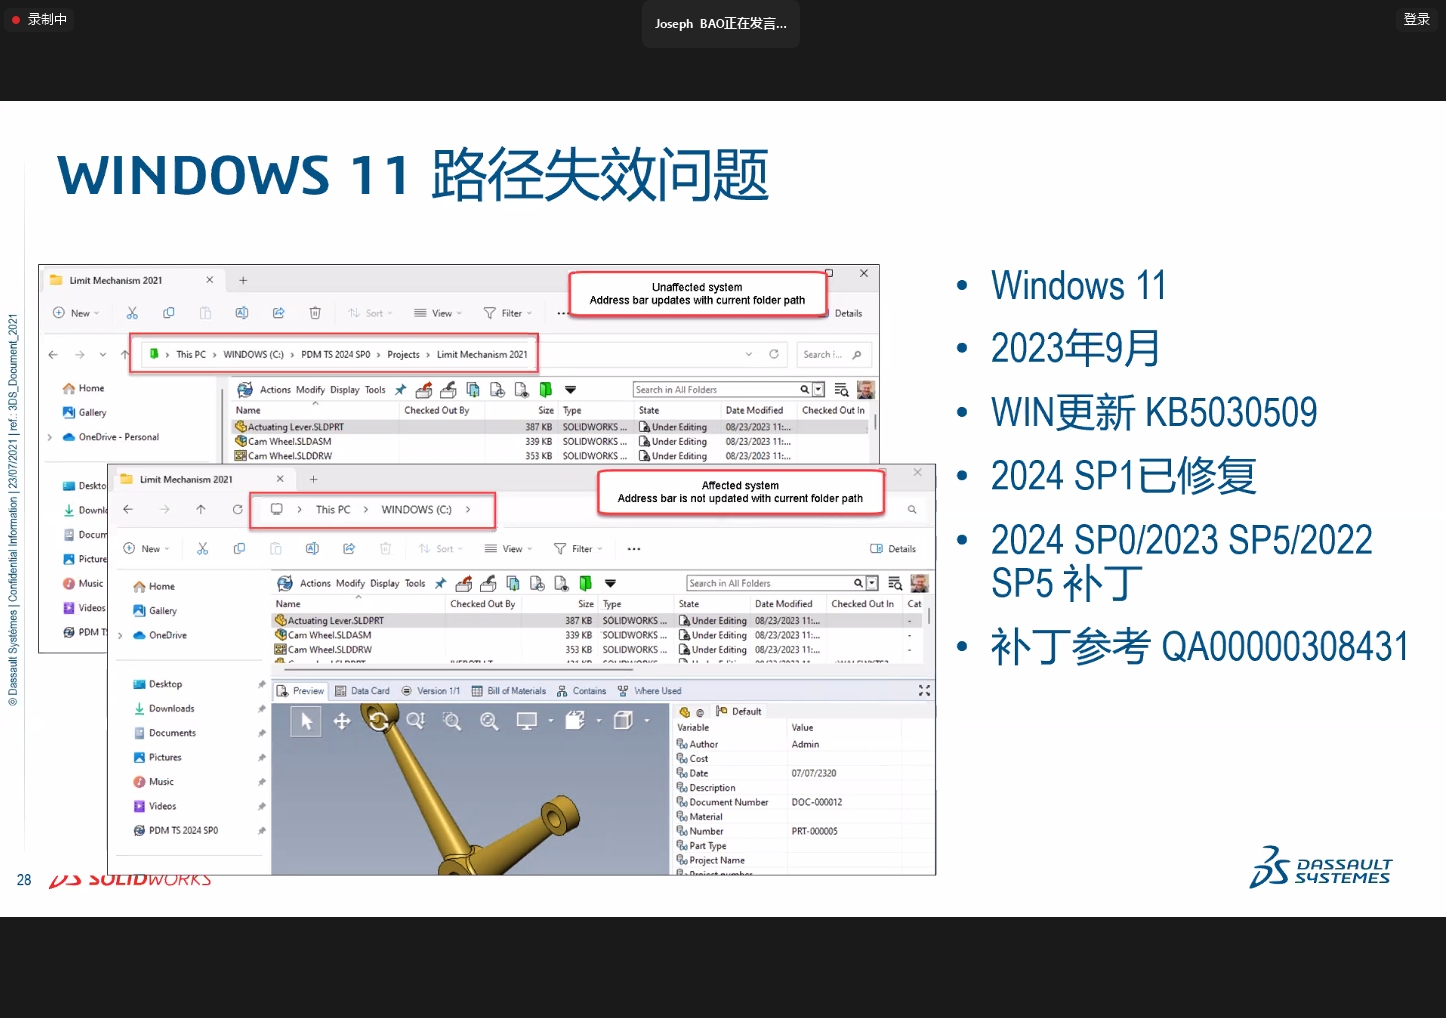 录制中
Joseph BAO正在发言...
登录
WINDOWS 11 路径失效问题
© Dassault Systèmes | Confidential Information | 23/07/2021 | ref.: 3DS_Document_2021
Limit Mechanism 2021
Unaffected system
Address bar updates with current folder path
New
Sort
View
Filter
Details
This PC > WINDOWS (C:) > PDM TS 2024 SP0 > Projects > Limit Mechanism 2021
Search i...
Home
Gallery
OneDrive - Personal
Actions Modify Display Tools
Search in All Folders
Name Checked Out By Size Type State Date Modified Checked Out In
Actuating Lever.SLDPRT 387 KB SOLIDWORKS ... Under Editing 08/23/2023 11:...
Cam Wheel.SLDASM 339 KB SOLIDWORKS ... Under Editing 08/23/2023 11:...
Cam Wheel.SLDDRW 353 KB SOLIDWORKS ... Under Editing 08/23/2023 11:...
Music
Videos
Limit Mechanism 2021
Affected system
Address bar is not updated with current folder path
This PC > WINDOWS (C:) >
New
Sort
View
Filter
Details
Home
Gallery
OneDrive
Actions Modify Display Tools
Search in All Folders
Name Checked Out By Size Type State Date Modified Checked Out In Cat
Actuating Lever.SLDPRT 387 KB SOLIDWORKS ... Under Editing 08/23/2023 11:... -
Cam Wheel.SLDASM 339 KB SOLIDWORKS ... Under Editing 08/23/2023 11:... -
Cam Wheel.SLDDRW 353 KB SOLIDWORKS ... Under Editing 08/23/2023 11:... -
Desktop
Downloads
Documents
Pictures
Music
Videos
PDM TS 2024 SP0
Preview Data Card Version 1/1 Bill of Materials Contains Where Used
@ Default
Variable Value
Author Admin
Cost
Date 07/07/2320
Description
Document Number DOC-000012
Material
Number PRT-000005
Part Type
Project Name
Project number
• Windows 11
• 2023年9月
• WIN更新 KB5030509
• 2024 SP1已修复
• 2024 SP0/2023 SP5/2022
SP5 补丁
• 补丁参考 QA00000308431
28
SOLIDWORKS
DASSAULT
SYSTEMES